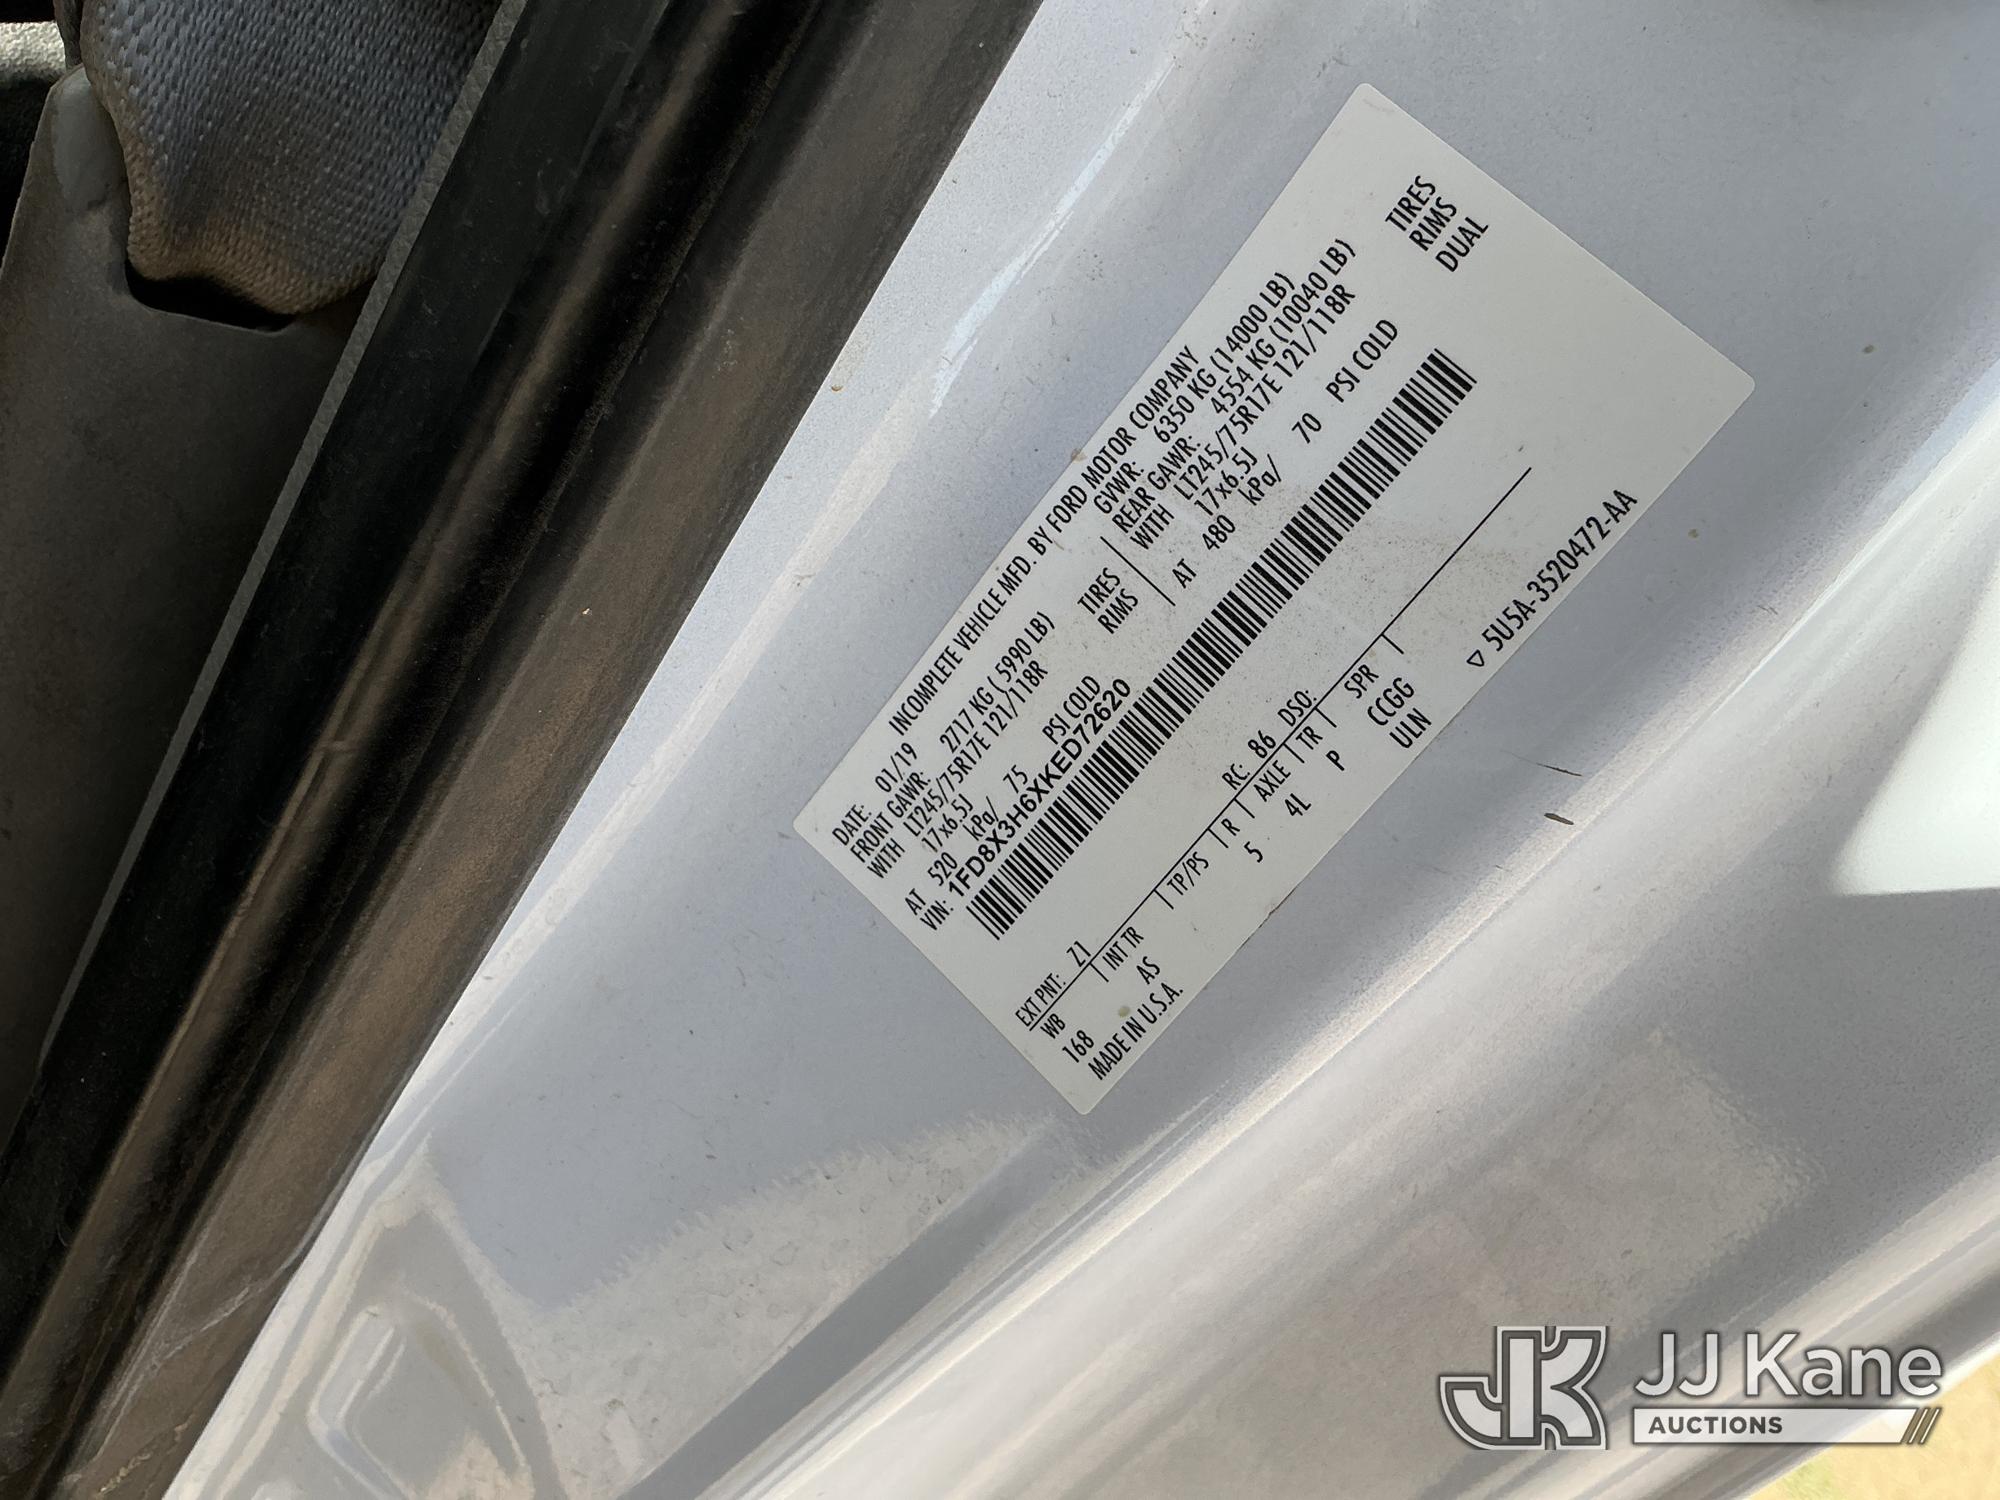 INCOMPLETE VEHICLE MFD. BY FORD MOTOR COMPANY
DATE: 01/19 GVWR: 6350 KG (14000 LB)
FRONT GAWR: 2717 KG ( 5990 LB) REAR GAWR: 4554 KG (10040 LB)
WITH LT245/75R17E 121/118R TIRES WITH LT245/75R17E 121/118R TIRES
17x6.5J RIMS 17x6.5J RIMS
AT 520 kPa/ 75 PSI COLD AT 480 kPa/ 70 PSI COLD DUAL
VIN: 1FD8X3H6XKED72620
EXT PNT: Z1 RC: 86 DSO:
WB INT TR TP/PS R AXLE TR SPR
168 AS 5 4L P CCGG
MADE IN U.S.A. ULN
▽ 5U5A-3520472-AA
JK JJ Kane
AUCTIONS